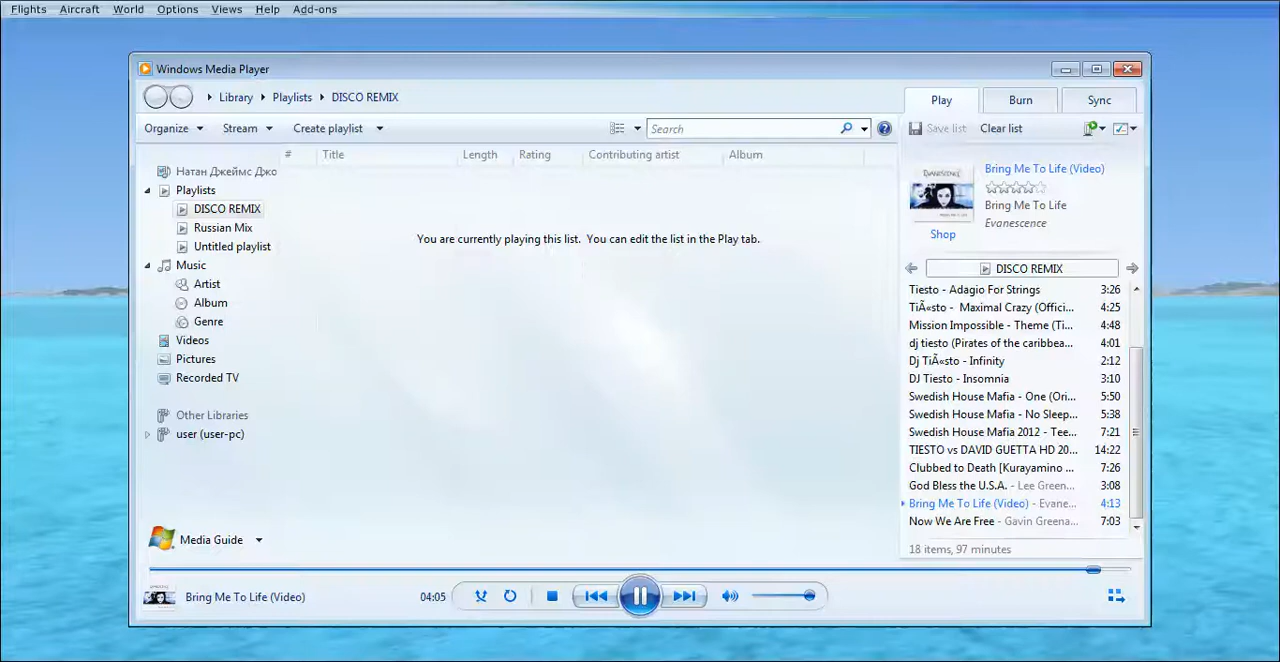 Flights Aircraft World Options Views Help Add-ons
Windows Media Player
Library Playlists DISCO REMIX
Play Burn Sync
Organize Stream Create playlist
Search
Save list Clear list
# Title Length Rating Contributing artist Album
Натан Джеймс Джо
Playlists
DISCO REMIX
Russian Mix
Untitled playlist
Music
Artist
Album
Genre
Videos
Pictures
Recorded TV
Other Libraries
user (user-pc)
Media Guide
You are currently playing this list. You can edit the list in the Play tab.
EVANESCENCE
Bring Me To Life (Video)
Bring Me To Life
Evanescence
Shop
DISCO REMIX
Tiesto - Adagio For Strings 3:26
TiÃ«sto - Maximal Crazy (Offici... 4:25
Mission Impossible - Theme (Ti... 4:48
dj tiesto (Pirates of the caribbea... 4:01
Dj TiÃ«sto - Infinity 2:12
DJ Tiesto - Insomnia 3:10
Swedish House Mafia - One (Ori... 5:50
Swedish House Mafia - No Sleep... 5:38
Swedish House Mafia 2012 - Tee... 7:21
TIESTO vs DAVID GUETTA HD 20... 14:22
Clubbed to Death [Kurayamino ... 7:26
God Bless the U.S.A. - Lee Green... 3:08
Bring Me To Life (Video) - Evane... 4:13
Now We Are Free - Gavin Greena... 7:03
18 items, 97 minutes
Bring Me To Life (Video) 04:05